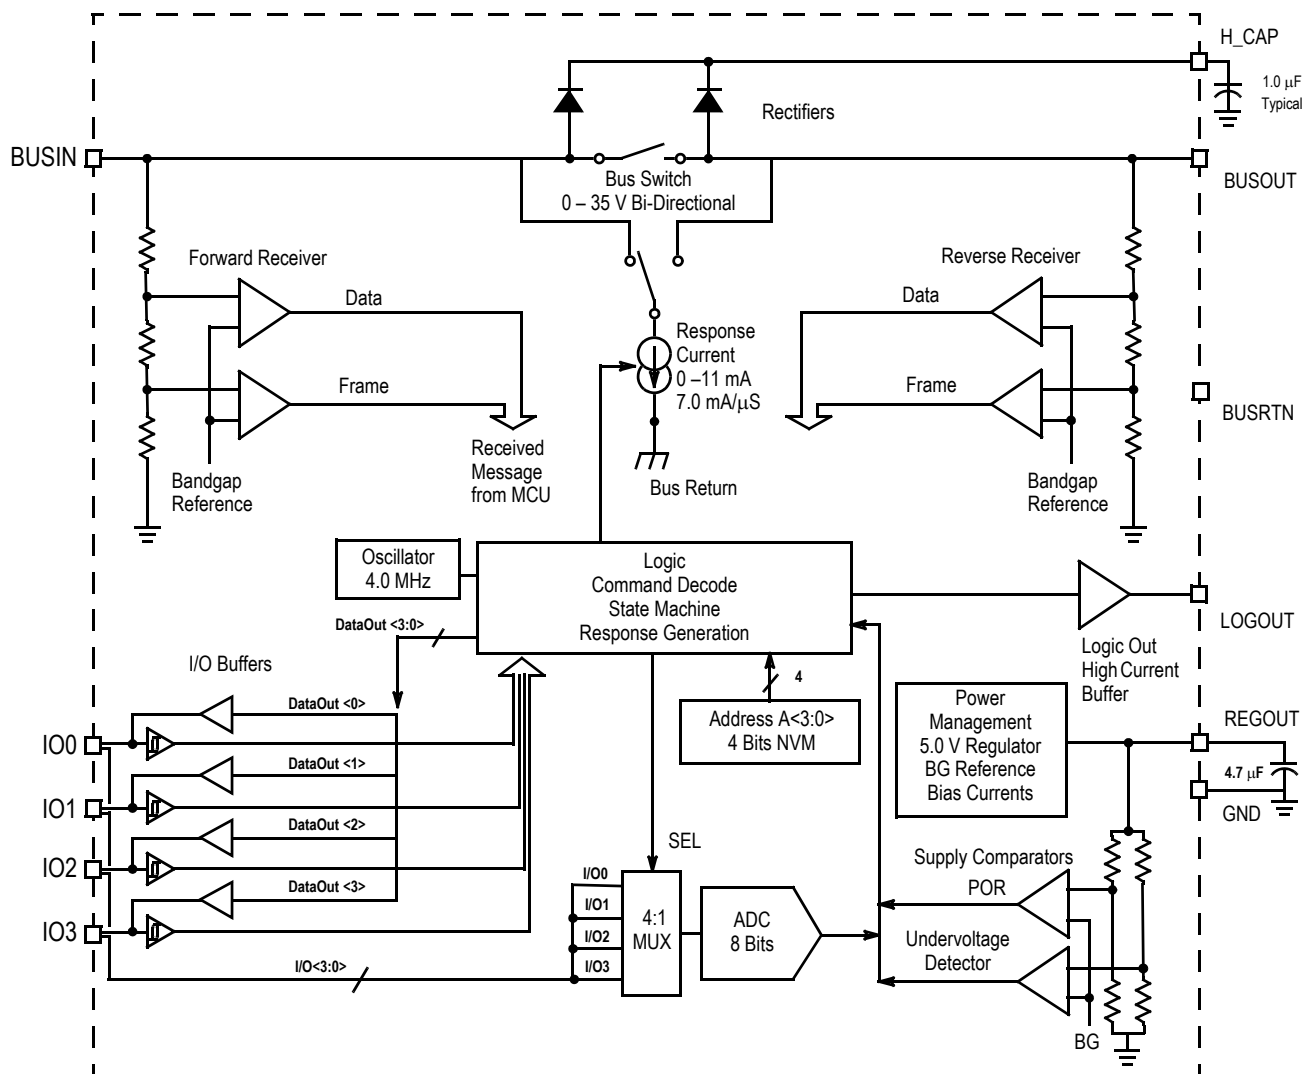 H_CAP
1.0 μF
Typical
Rectifiers
BUSIN
BUSOUT
Bus Switch
0 – 35 V Bi-Directional
Forward Receiver
Data
Frame
Bandgap
Reference
Received
Message
from MCU
Response
Current
0 –11 mA
7.0 mA/μS
Bus Return
Reverse Receiver
Data
Frame
Bandgap
Reference
BUSRTN
Oscillator
4.0 MHz
Logic
Command Decode
State Machine
Response Generation
LOGOUT
Logic Out
High Current
Buffer
DataOut <3:0>
I/O Buffers
4
Address A<3:0>
4 Bits NVM
Power
Management
5.0 V Regulator
BG Reference
Bias Currents
REGOUT
4.7 μF
GND
DataOut <0>
IO0
DataOut <1>
IO1
DataOut <2>
IO2
DataOut <3>
IO3
I/O<3:0>
SEL
I/O0
I/O1
I/O2
I/O3
4:1
MUX
ADC
8 Bits
Supply Comparators
POR
Undervoltage
Detector
BG